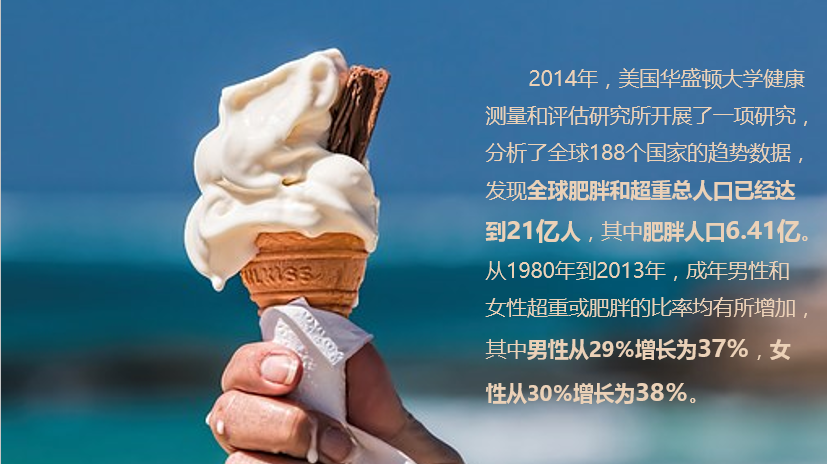 2014年，美国华盛顿大学健康
测量和评估研究所开展了一项研究，
分析了全球188个国家的趋势数据，
发现全球肥胖和超重总人口已经达
到21亿人，其中肥胖人口6.41亿。
从1980年到2013年，成年男性和
女性超重或肥胖的比率均有所增加，
其中男性从29%增长为37%，女
性从30%增长为38%。